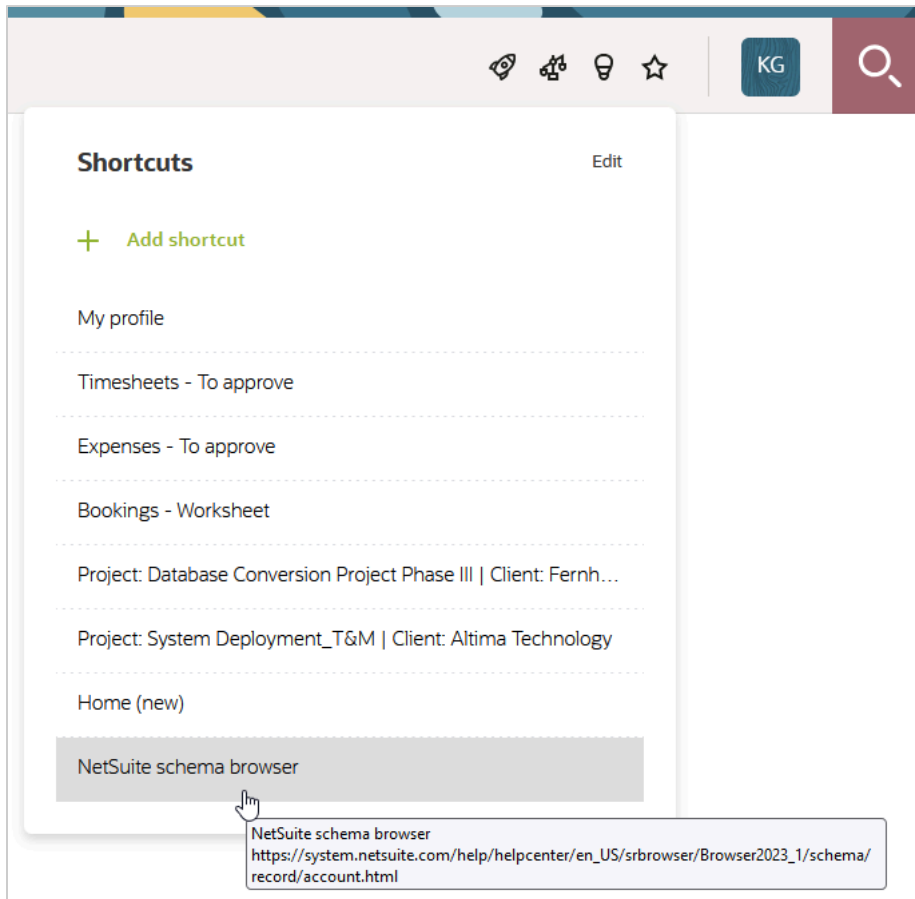 KG
Shortcuts
Edit
Add shortcut
My profile
Timesheets - To approve
Expenses - To approve
Bookings - Worksheet
Project: Database Conversion Project Phase III | Client: Fernh...
Project: System Deployment_T&M | Client: Altima Technology
Home (new)
NetSuite schema browser
NetSuite schema browser
https://system.netsuite.com/help/helpcenter/en_US/srbrowser/Browser2023_1/schema/
record/account.html